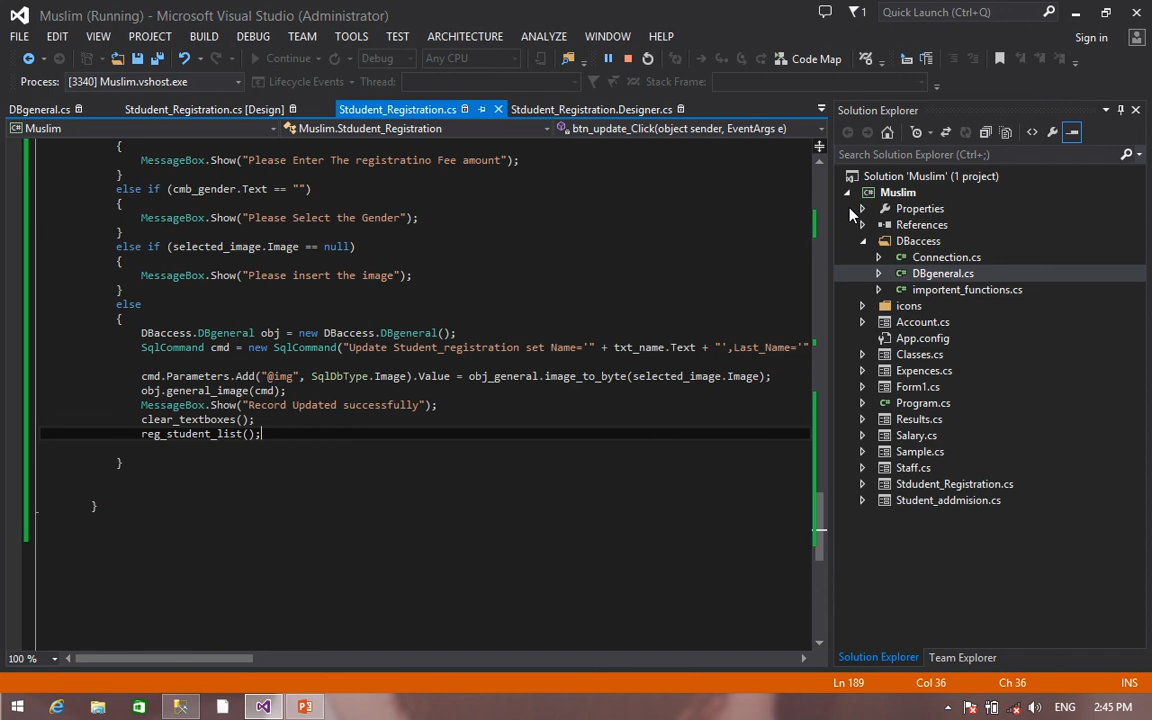 Muslim (Running) - Microsoft Visual Studio (Administrator)
1
Quick Launch (Ctrl+Q)
FILE EDIT VIEW PROJECT BUILD DEBUG TEAM TOOLS TEST ARCHITECTURE ANALYZE WINDOW HELP
Sign in
Continue Debug Any CPU Code Map
Process: [3340] Muslim.vshost.exe Lifecycle Events Thread: Stack Frame:
DBgeneral.cs Stdudent_Registration.cs [Design] Stdudent_Registration.cs Stdudent_Registration.Designer.cs
Muslim Muslim.Stdudent_Registration btn_update_Click(object sender, EventArgs e)
{
MessageBox.Show("Please Enter The registratino Fee amount");
}
else if (cmb_gender.Text == "")
{
MessageBox.Show("Please Select the Gender");
}
else if (selected_image.Image == null)
{
MessageBox.Show("Please insert the image");
}
else
{
DBaccess.DBgeneral obj = new DBaccess.DBgeneral();
SqlCommand cmd = new SqlCommand("Update Student_registration set Name='" + txt_name.Text + "',Last_Name='"
cmd.Parameters.Add("@img", SqlDbType.Image).Value = obj_general.image_to_byte(selected_image.Image);
obj.general_image(cmd);
MessageBox.Show("Record Updated successfully");
clear_textboxes();
reg_student_list();
}
}
100 %
Solution Explorer
Search Solution Explorer (Ctrl+;)
Solution 'Muslim' (1 project)
Muslim
Properties
References
DBaccess
Connection.cs
DBgeneral.cs
importent_functions.cs
icons
Account.cs
App.config
Classes.cs
Expences.cs
Form1.cs
Program.cs
Results.cs
Salary.cs
Sample.cs
Staff.cs
Stdudent_Registration.cs
Student_addmision.cs
Solution Explorer Team Explorer
Ln 189 Col 36 Ch 36 INS
ENG 2:45 PM